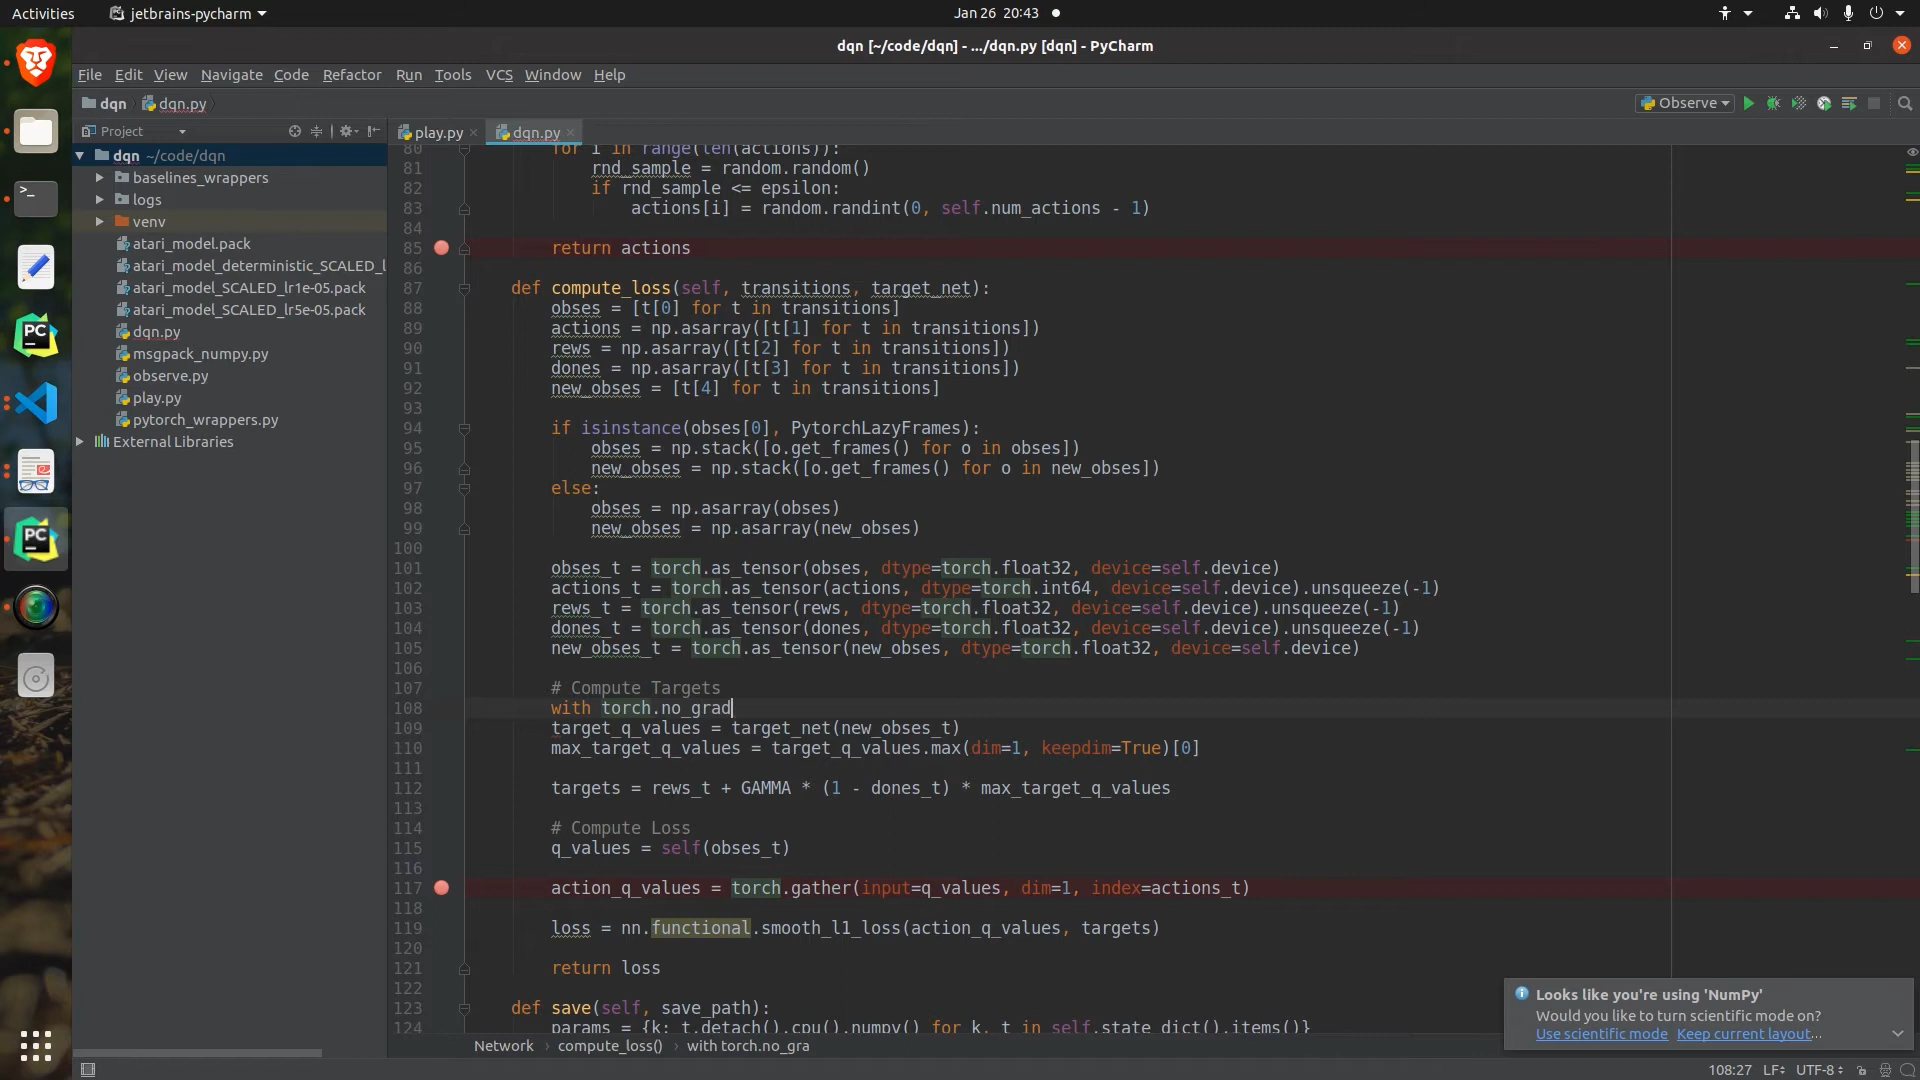 Activities
jetbrains-pycharm
Jan 26 20:43
dqn [~/code/dqn] - .../dqn.py [dqn] - PyCharm
File Edit View Navigate Code Refactor Run Tools VCS Window Help
dqn
dqn.py
Observe
Project
play.py
dqn.py
dqn ~/code/dqn
baselines_wrappers
logs
venv
atari_model.pack
atari_model_deterministic_SCALED_l
atari_model_SCALED_lr1e-05.pack
atari_model_SCALED_lr5e-05.pack
dqn.py
msgpack_numpy.py
observe.py
play.py
pytorch_wrappers.py
External Libraries
80 for i in range(len(actions)):
81 rnd_sample = random.random()
82 if rnd_sample <= epsilon:
83 actions[i] = random.randint(0, self.num_actions - 1)
84
85 return actions
86
87 def compute_loss(self, transitions, target_net):
88 obses = [t[0] for t in transitions]
89 actions = np.asarray([t[1] for t in transitions])
90 rews = np.asarray([t[2] for t in transitions])
91 dones = np.asarray([t[3] for t in transitions])
92 new_obses = [t[4] for t in transitions]
93
94 if isinstance(obses[0], PytorchLazyFrames):
95 obses = np.stack([o.get_frames() for o in obses])
96 new_obses = np.stack([o.get_frames() for o in new_obses])
97 else:
98 obses = np.asarray(obses)
99 new_obses = np.asarray(new_obses)
100
101 obses_t = torch.as_tensor(obses, dtype=torch.float32, device=self.device)
102 actions_t = torch.as_tensor(actions, dtype=torch.int64, device=self.device).unsqueeze(-1)
103 rews_t = torch.as_tensor(rews, dtype=torch.float32, device=self.device).unsqueeze(-1)
104 dones_t = torch.as_tensor(dones, dtype=torch.float32, device=self.device).unsqueeze(-1)
105 new_obses_t = torch.as_tensor(new_obses, dtype=torch.float32, device=self.device)
106
107 # Compute Targets
108 with torch.no_grad
109 target_q_values = target_net(new_obses_t)
110 max_target_q_values = target_q_values.max(dim=1, keepdim=True)[0]
111
112 targets = rews_t + GAMMA * (1 - dones_t) * max_target_q_values
113
114 # Compute Loss
115 q_values = self(obses_t)
116
117 action_q_values = torch.gather(input=q_values, dim=1, index=actions_t)
118
119 loss = nn.functional.smooth_l1_loss(action_q_values, targets)
120
121 return loss
122
123 def save(self, save_path):
124 params = {k: t.detach().cpu().numpy() for k, t in self.state_dict().items()}
Network › compute_loss() › with torch.no_gra
Looks like you're using 'NumPy'
Would you like to turn scientific mode on?
Use scientific mode Keep current layout...
108:27 LF UTF-8